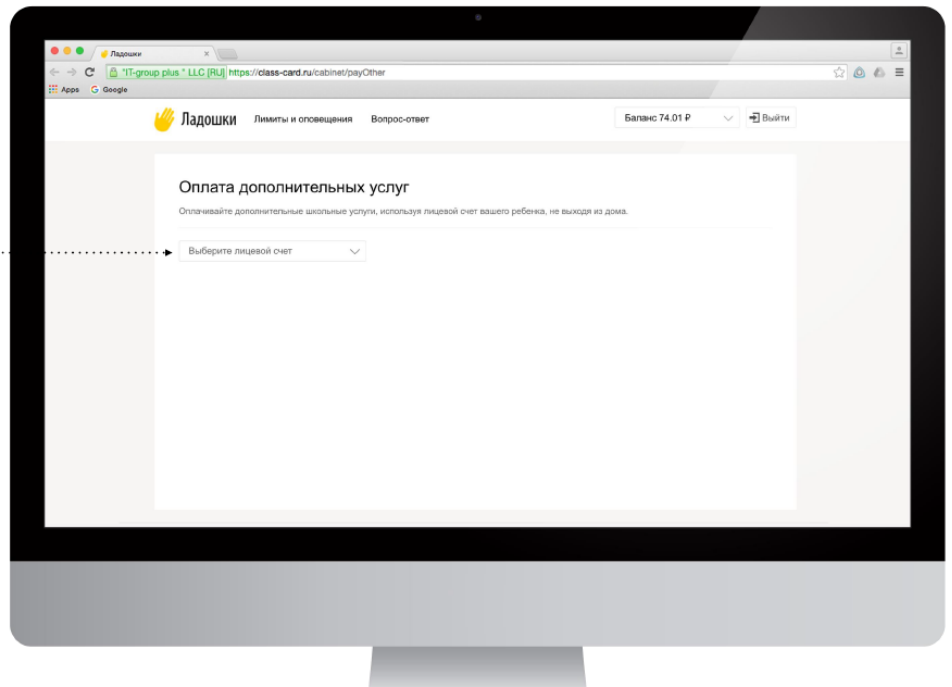 Ладошки
"IT-group plus " LLC [RU] https://class-card.ru/cabinet/payOther
Apps Google
Ладошки Лимиты и оповещения Вопрос-ответ Баланс 74.01 ₽ Выйти
Оплата дополнительных услуг
Оплачивайте дополнительные школьные услуги, используя лицевой счет вашего ребенка, не выходя из дома.
Выберите лицевой счет